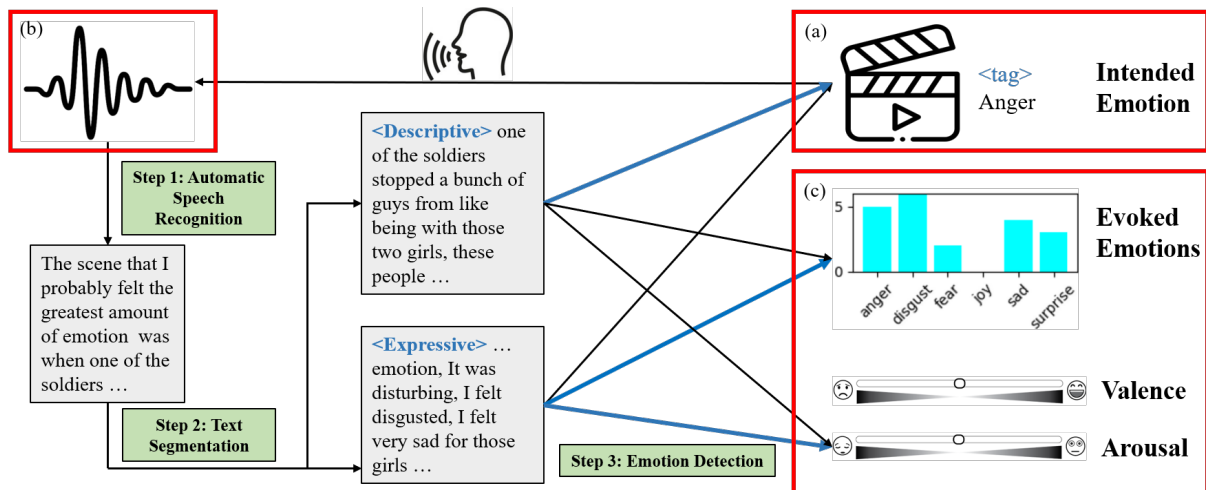 (b)
(a)
<tag>
Anger
Intended
Emotion
Step 1: Automatic
Speech
Recognition
<Descriptive> one
of the soldiers
stopped a bunch of
guys from like
being with those
two girls, these
people …
The scene that I
probably felt the
greatest amount
of emotion was
when one of the
soldiers …
(c)
5
0
anger
disgust
fear
joy
sad
surprise
Evoked
Emotions
<Expressive> …
emotion, It was
disturbing, I felt
disgusted, I felt
very sad for those
girls …
Step 2: Text
Segmentation
Step 3: Emotion Detection
Valence
Arousal